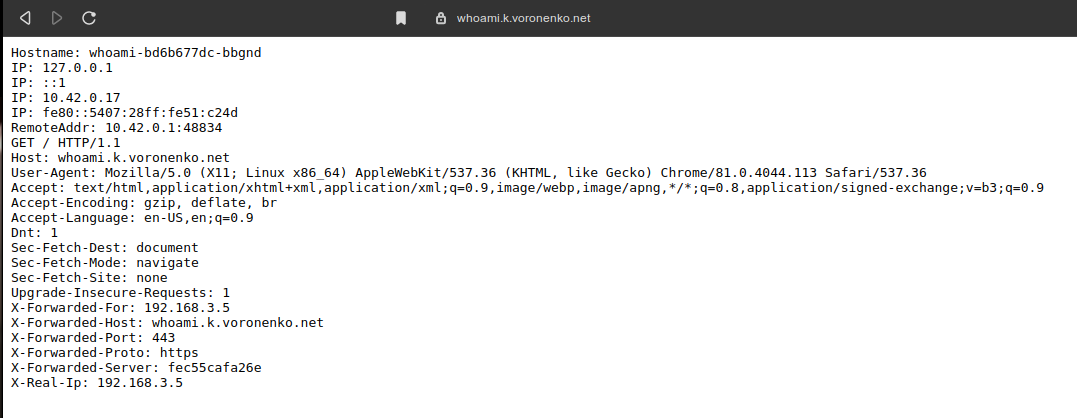 whoami.k.voronenko.net
Hostname: whoami-bd6b677dc-bbgnd
IP: 127.0.0.1
IP: ::1
IP: 10.42.0.17
IP: fe80::5407:28ff:fe51:c24d
RemoteAddr: 10.42.0.1:48834
GET / HTTP/1.1
Host: whoami.k.voronenko.net
User-Agent: Mozilla/5.0 (X11; Linux x86_64) AppleWebKit/537.36 (KHTML, like Gecko) Chrome/81.0.4044.113 Safari/537.36
Accept: text/html,application/xhtml+xml,application/xml;q=0.9,image/webp,image/apng,*/*;q=0.8,application/signed-exchange;v=b3;q=0.9
Accept-Encoding: gzip, deflate, br
Accept-Language: en-US,en;q=0.9
Dnt: 1
Sec-Fetch-Dest: document
Sec-Fetch-Mode: navigate
Sec-Fetch-Site: none
Upgrade-Insecure-Requests: 1
X-Forwarded-For: 192.168.3.5
X-Forwarded-Host: whoami.k.voronenko.net
X-Forwarded-Port: 443
X-Forwarded-Proto: https
X-Forwarded-Server: fec55cafa26e
X-Real-Ip: 192.168.3.5